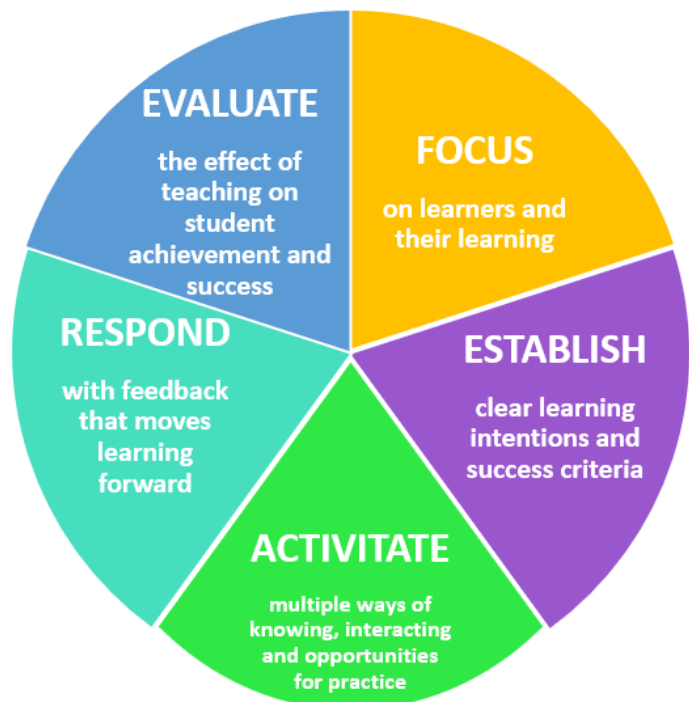 EVALUATE
the effect of
teaching on
student
achievement and
success
FOCUS
on learners and
their learning
ESTABLISH
clear learning
intentions and
success criteria
ACTIVITATE
multiple ways of
knowing, interacting
and opportunities
for practice
RESPOND
with feedback
that moves
learning
forward